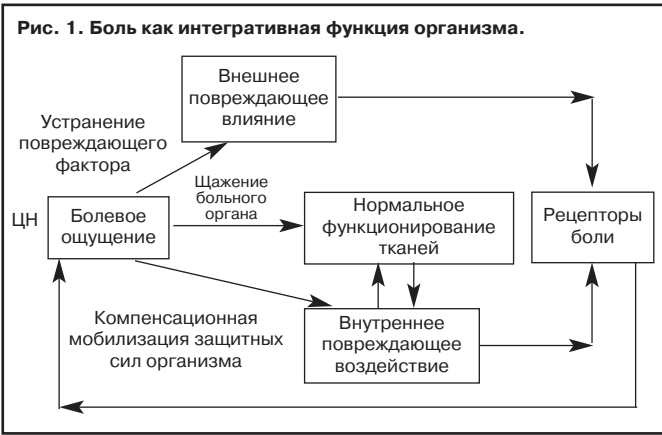 Рис. 1. Боль как интегративная функция организма.
Внешнее
повреждающее
влияние
Устранение
повреждающего
фактора
Щажение
больного
органа
ЦН
Болевое
ощущение
Нормальное
функционирование
тканей
Рецепторы
боли
Компенсационная
мобилизация защитных
сил организма
Внутреннее
повреждающее
воздействие